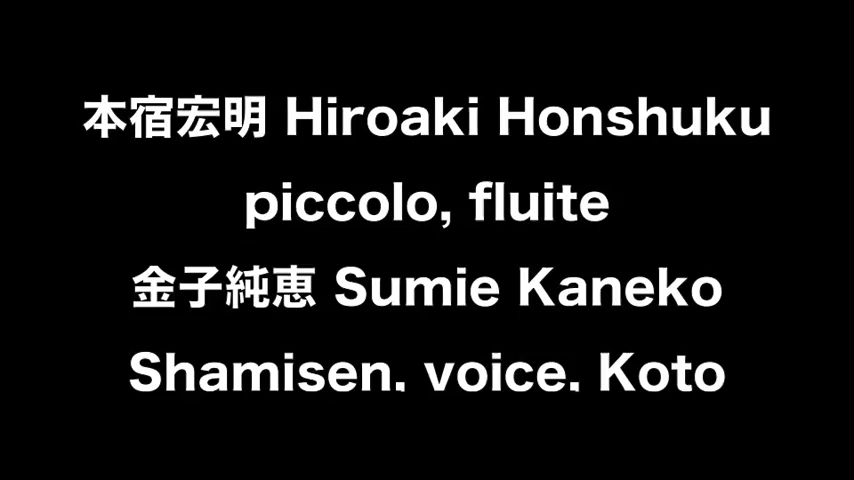 本宿宏明 Hiroaki Honshuku
piccolo, fluite
金子純恵 Sumie Kaneko
Shamisen. voice. Koto